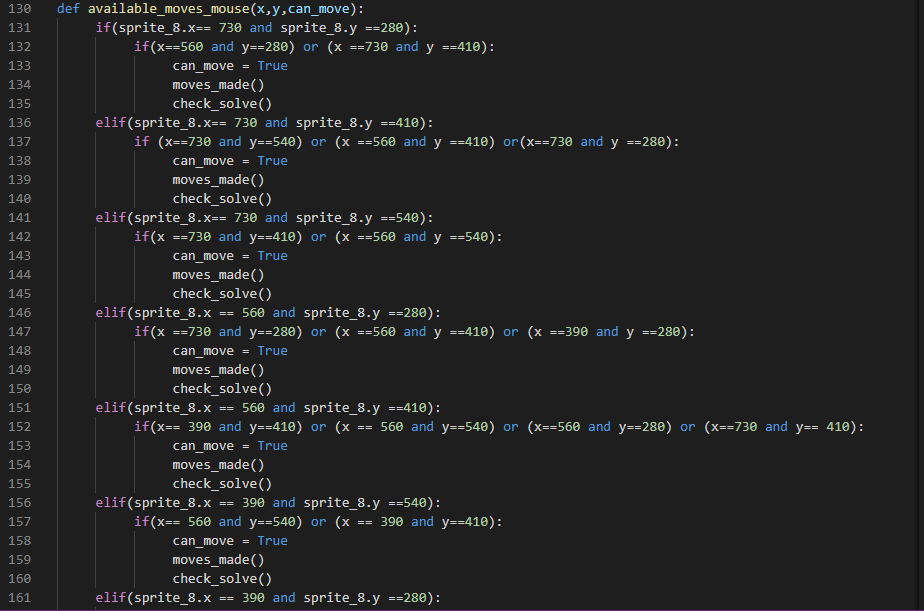 130 def available_moves_mouse(x,y,can_move):
131 if(sprite_8.x== 730 and sprite_8.y ==280):
132 if(x==560 and y==280) or (x ==730 and y ==410):
133 can_move = True
134 moves_made()
135 check_solve()
136 elif(sprite_8.x== 730 and sprite_8.y ==410):
137 if (x==730 and y==540) or (x ==560 and y ==410) or(x==730 and y ==280):
138 can_move = True
139 moves_made()
140 check_solve()
141 elif(sprite_8.x== 730 and sprite_8.y ==540):
142 if(x ==730 and y==410) or (x ==560 and y ==540):
143 can_move = True
144 moves_made()
145 check_solve()
146 elif(sprite_8.x == 560 and sprite_8.y ==280):
147 if(x ==730 and y==280) or (x ==560 and y ==410) or (x ==390 and y ==280):
148 can_move = True
149 moves_made()
150 check_solve()
151 elif(sprite_8.x == 560 and sprite_8.y ==410):
152 if(x== 390 and y==410) or (x == 560 and y==540) or (x==560 and y==280) or (x==730 and y== 410):
153 can_move = True
154 moves_made()
155 check_solve()
156 elif(sprite_8.x == 390 and sprite_8.y ==540):
157 if(x== 560 and y==540) or (x == 390 and y==410):
158 can_move = True
159 moves_made()
160 check_solve()
161 elif(sprite_8.x == 390 and sprite_8.y ==280):